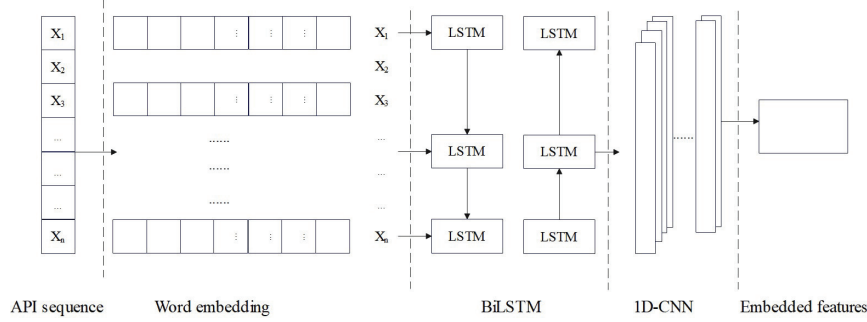 X1
X2
X3
...
...
...
Xn
⋮ ⋮ ⋮
⋮ ⋮ ⋮
......
......
......
⋮ ⋮ ⋮
X1
X2
X3
...
...
...
Xn
LSTM LSTM
LSTM LSTM
LSTM LSTM
......
API sequence Word embedding BiLSTM 1D-CNN Embedded features